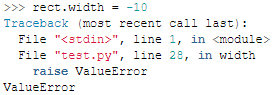 >>> rect.width = -10
Traceback (most recent call last):
  File "<stdin>", line 1, in <module>
  File "test.py", line 28, in width
    raise ValueError
ValueError